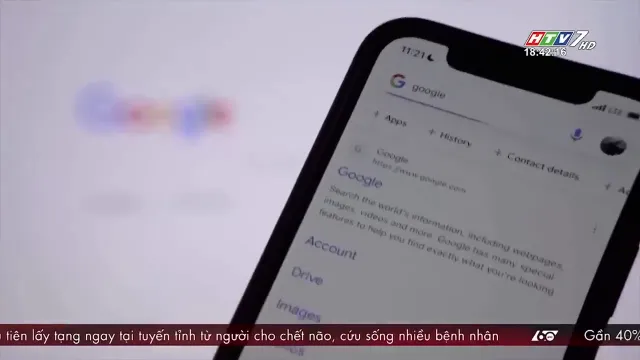 HTV7 HD
18:42:16
Google
11:21
LTE
google
+ Apps
+ History
+ Contact details
G
Google
https://www.google.com
Google
Search the world's information, including webpages,
images, videos and more. Google has many special
features to help you find exactly what you're looking
Account
Drive
Images
tiên lấy tạng ngay tại tuyến tỉnh từ người cho chết não, cứu sống nhiều bệnh nhân
60
Gần 40%